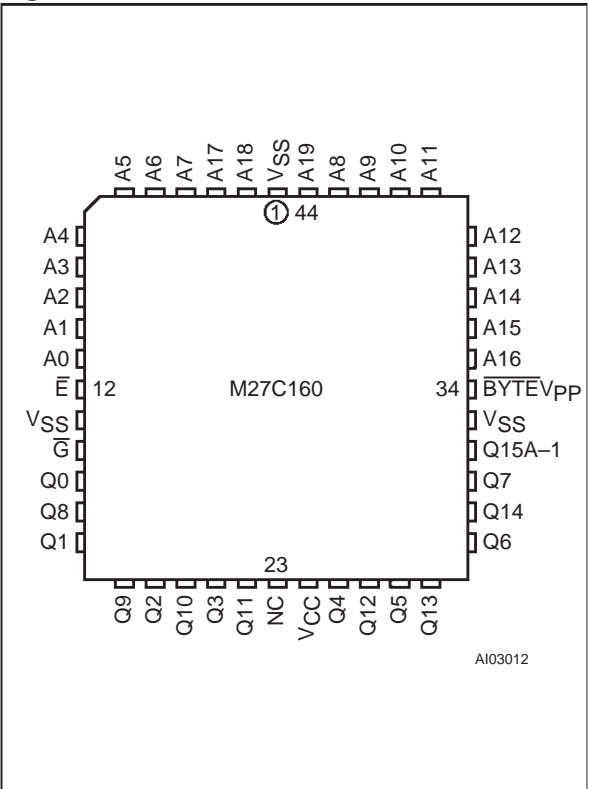 A5 A6 A7 A17 A18 VSS A19 A8 A9 A10 A11
1 44
A4 A12
A3 A13
A2 A14
A1 A15
A0 A16
E̅ 12 M27C160 34 B̅Y̅T̅E̅VPP
VSS VSS
G̅ Q15A–1
Q0 Q7
Q8 Q14
Q1 Q6
23
Q9 Q2 Q10 Q3 Q11 NC VCC Q4 Q12 Q5 Q13
AI03012